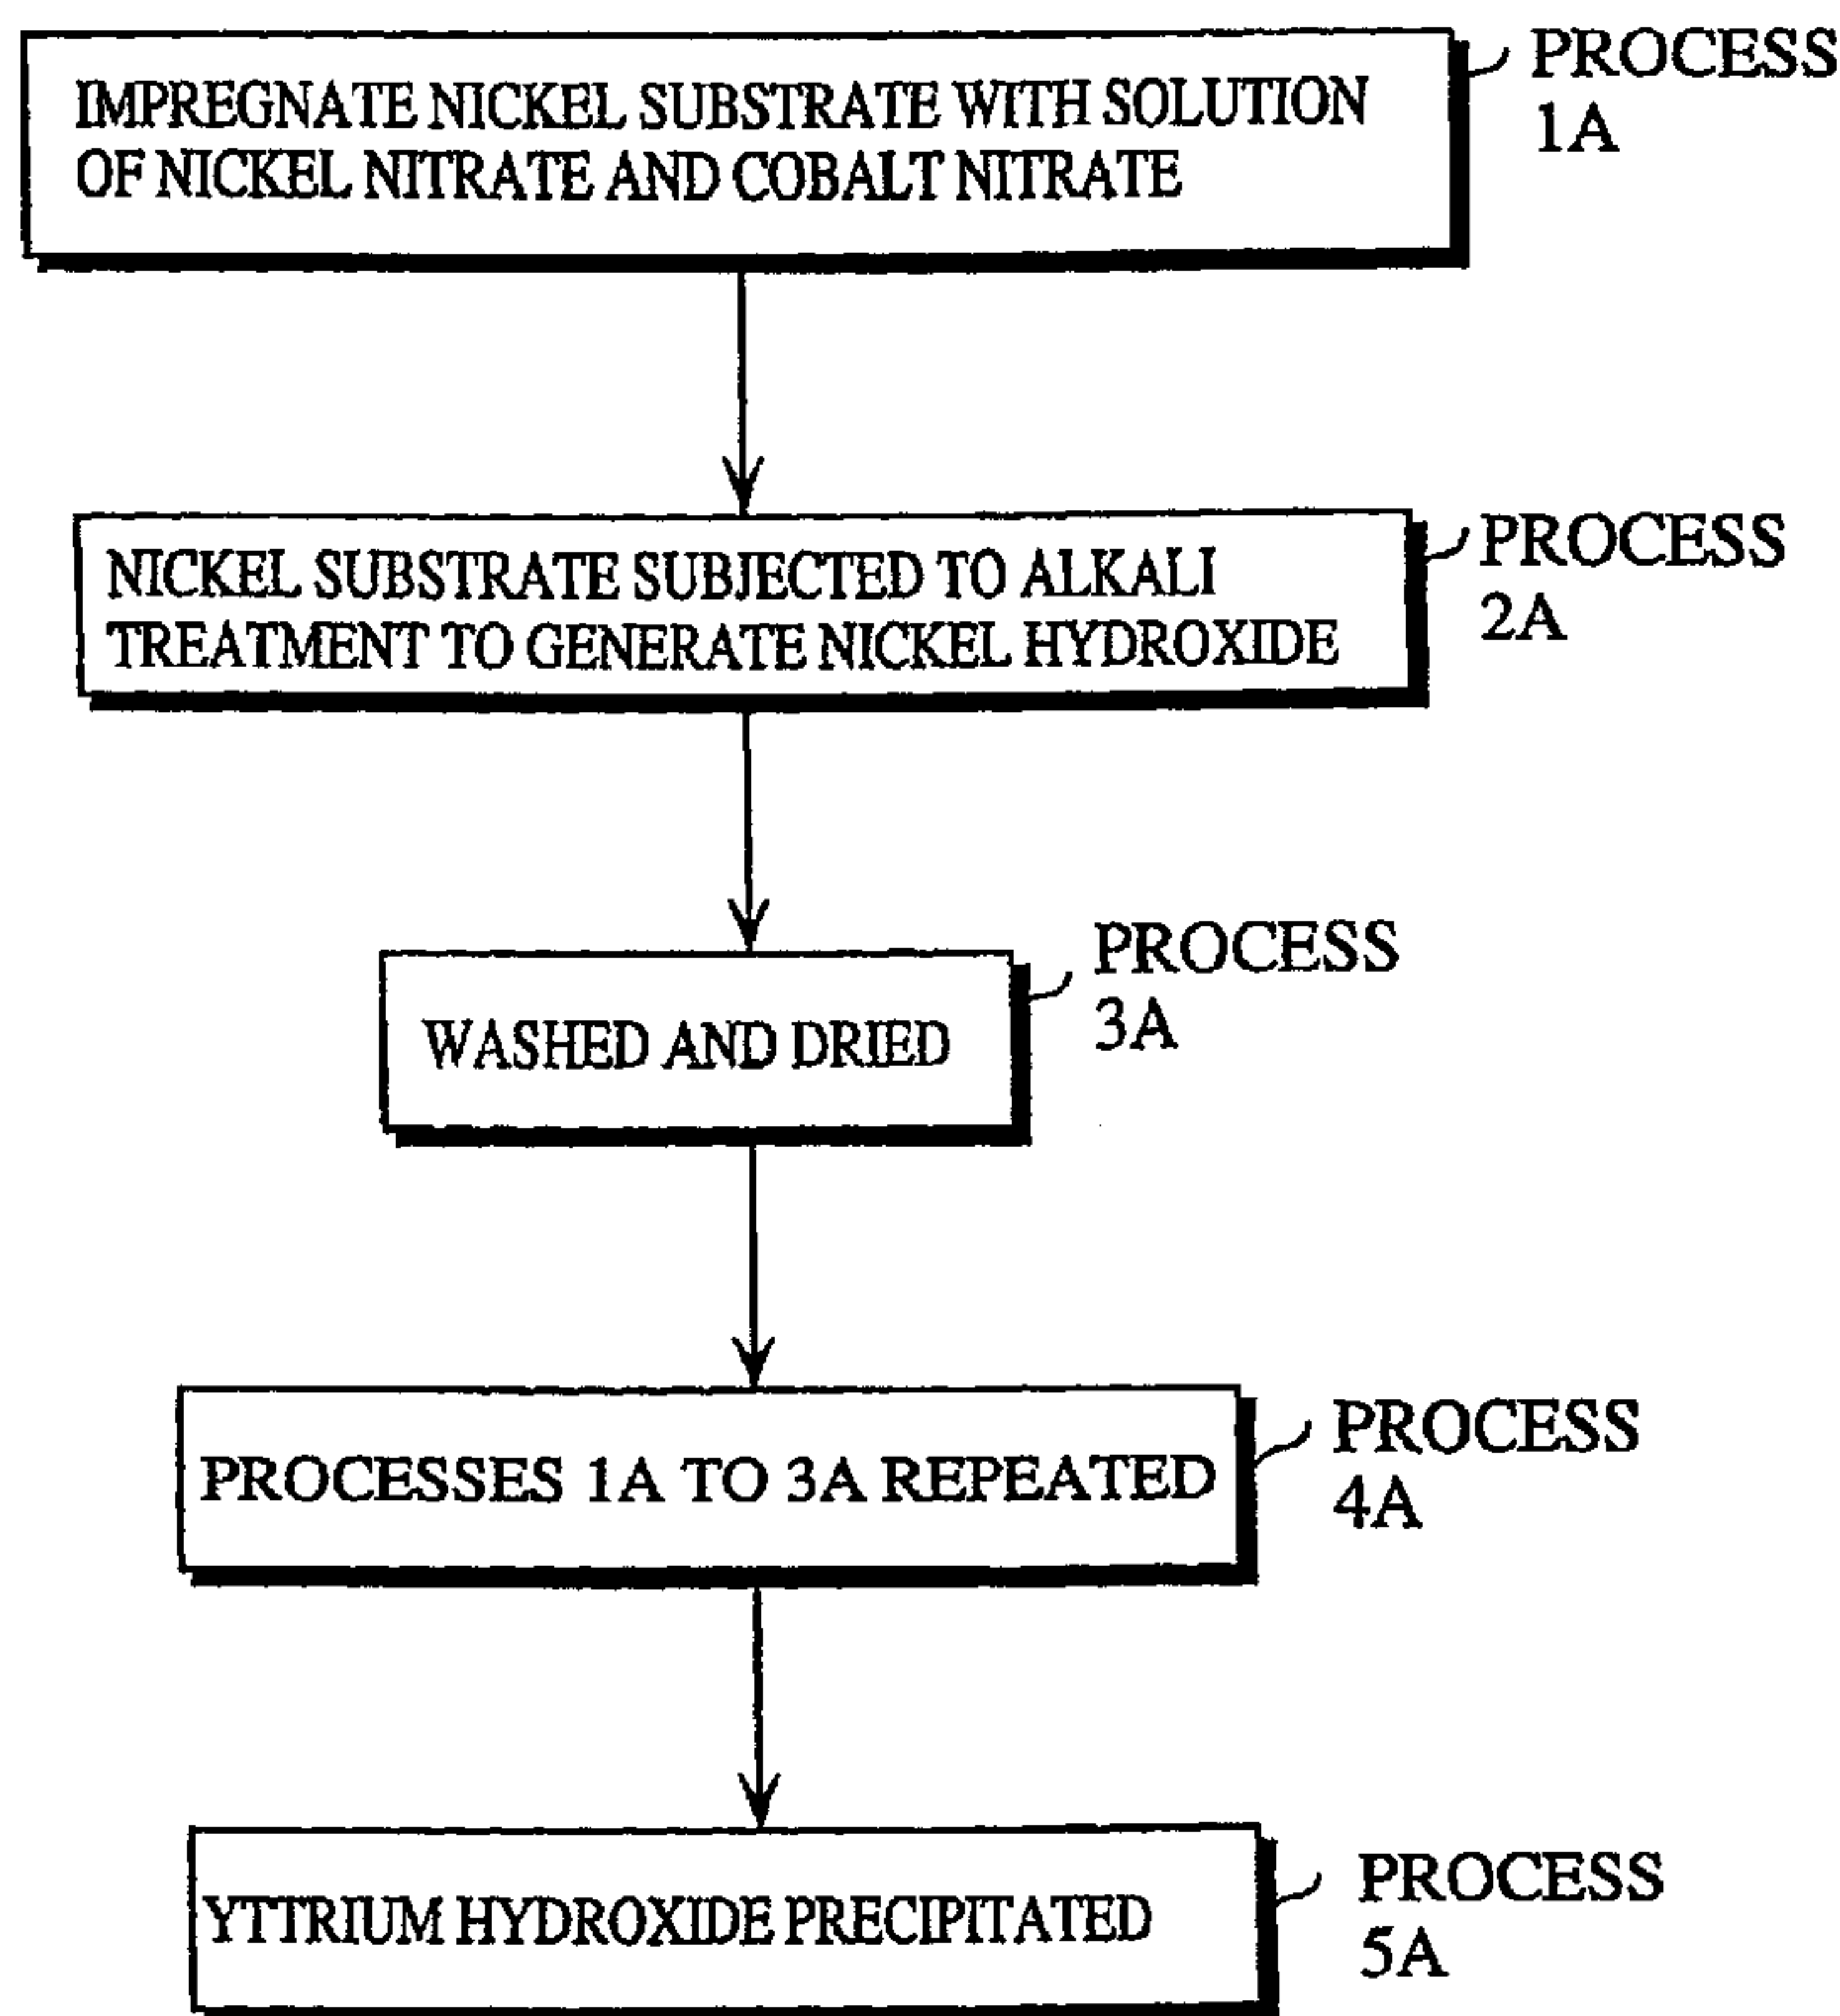 IMPREGNATE NICKEL SUBSTRATE WITH SOLUTION
OF NICKEL NITRATE AND COBALT NITRATE
PROCESS
1A
NICKEL SUBSTRATE SUBJECTED TO ALKALI
TREATMENT TO GENERATE NICKEL HYDROXIDE
PROCESS
2A
WASHED AND DRIED
PROCESS
3A
PROCESSES 1A TO 3A REPEATED
PROCESS
4A
YTTRIUM HYDROXIDE PRECIPITATED
PROCESS
5A